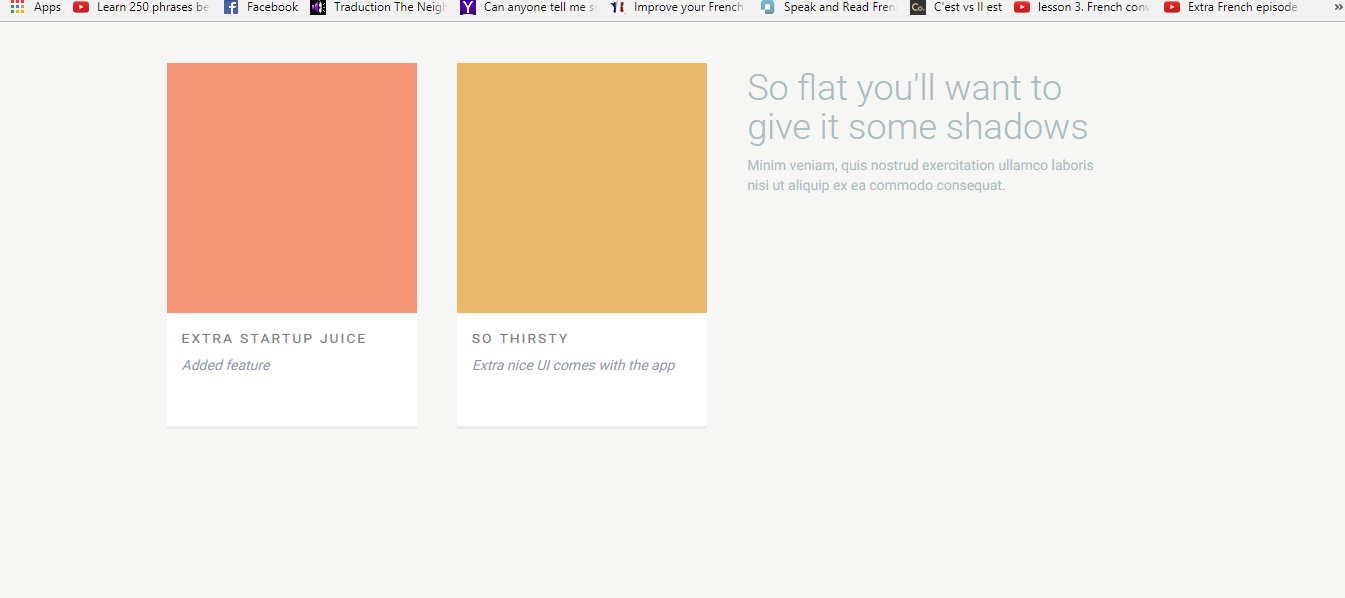 Apps Learn 250 phrases be Facebook Traduction The Neigh Can anyone tell me Improve your French Speak and Read Fren C'est vs Il est lesson 3. French conv Extra French episode »
So flat you'll want to
give it some shadows
Minim veniam, quis nostrud exercitation ullamco laboris
nisi ut aliquip ex ea commodo consequat.
EXTRA STARTUP JUICE
Added feature
SO THIRSTY
Extra nice UI comes with the app